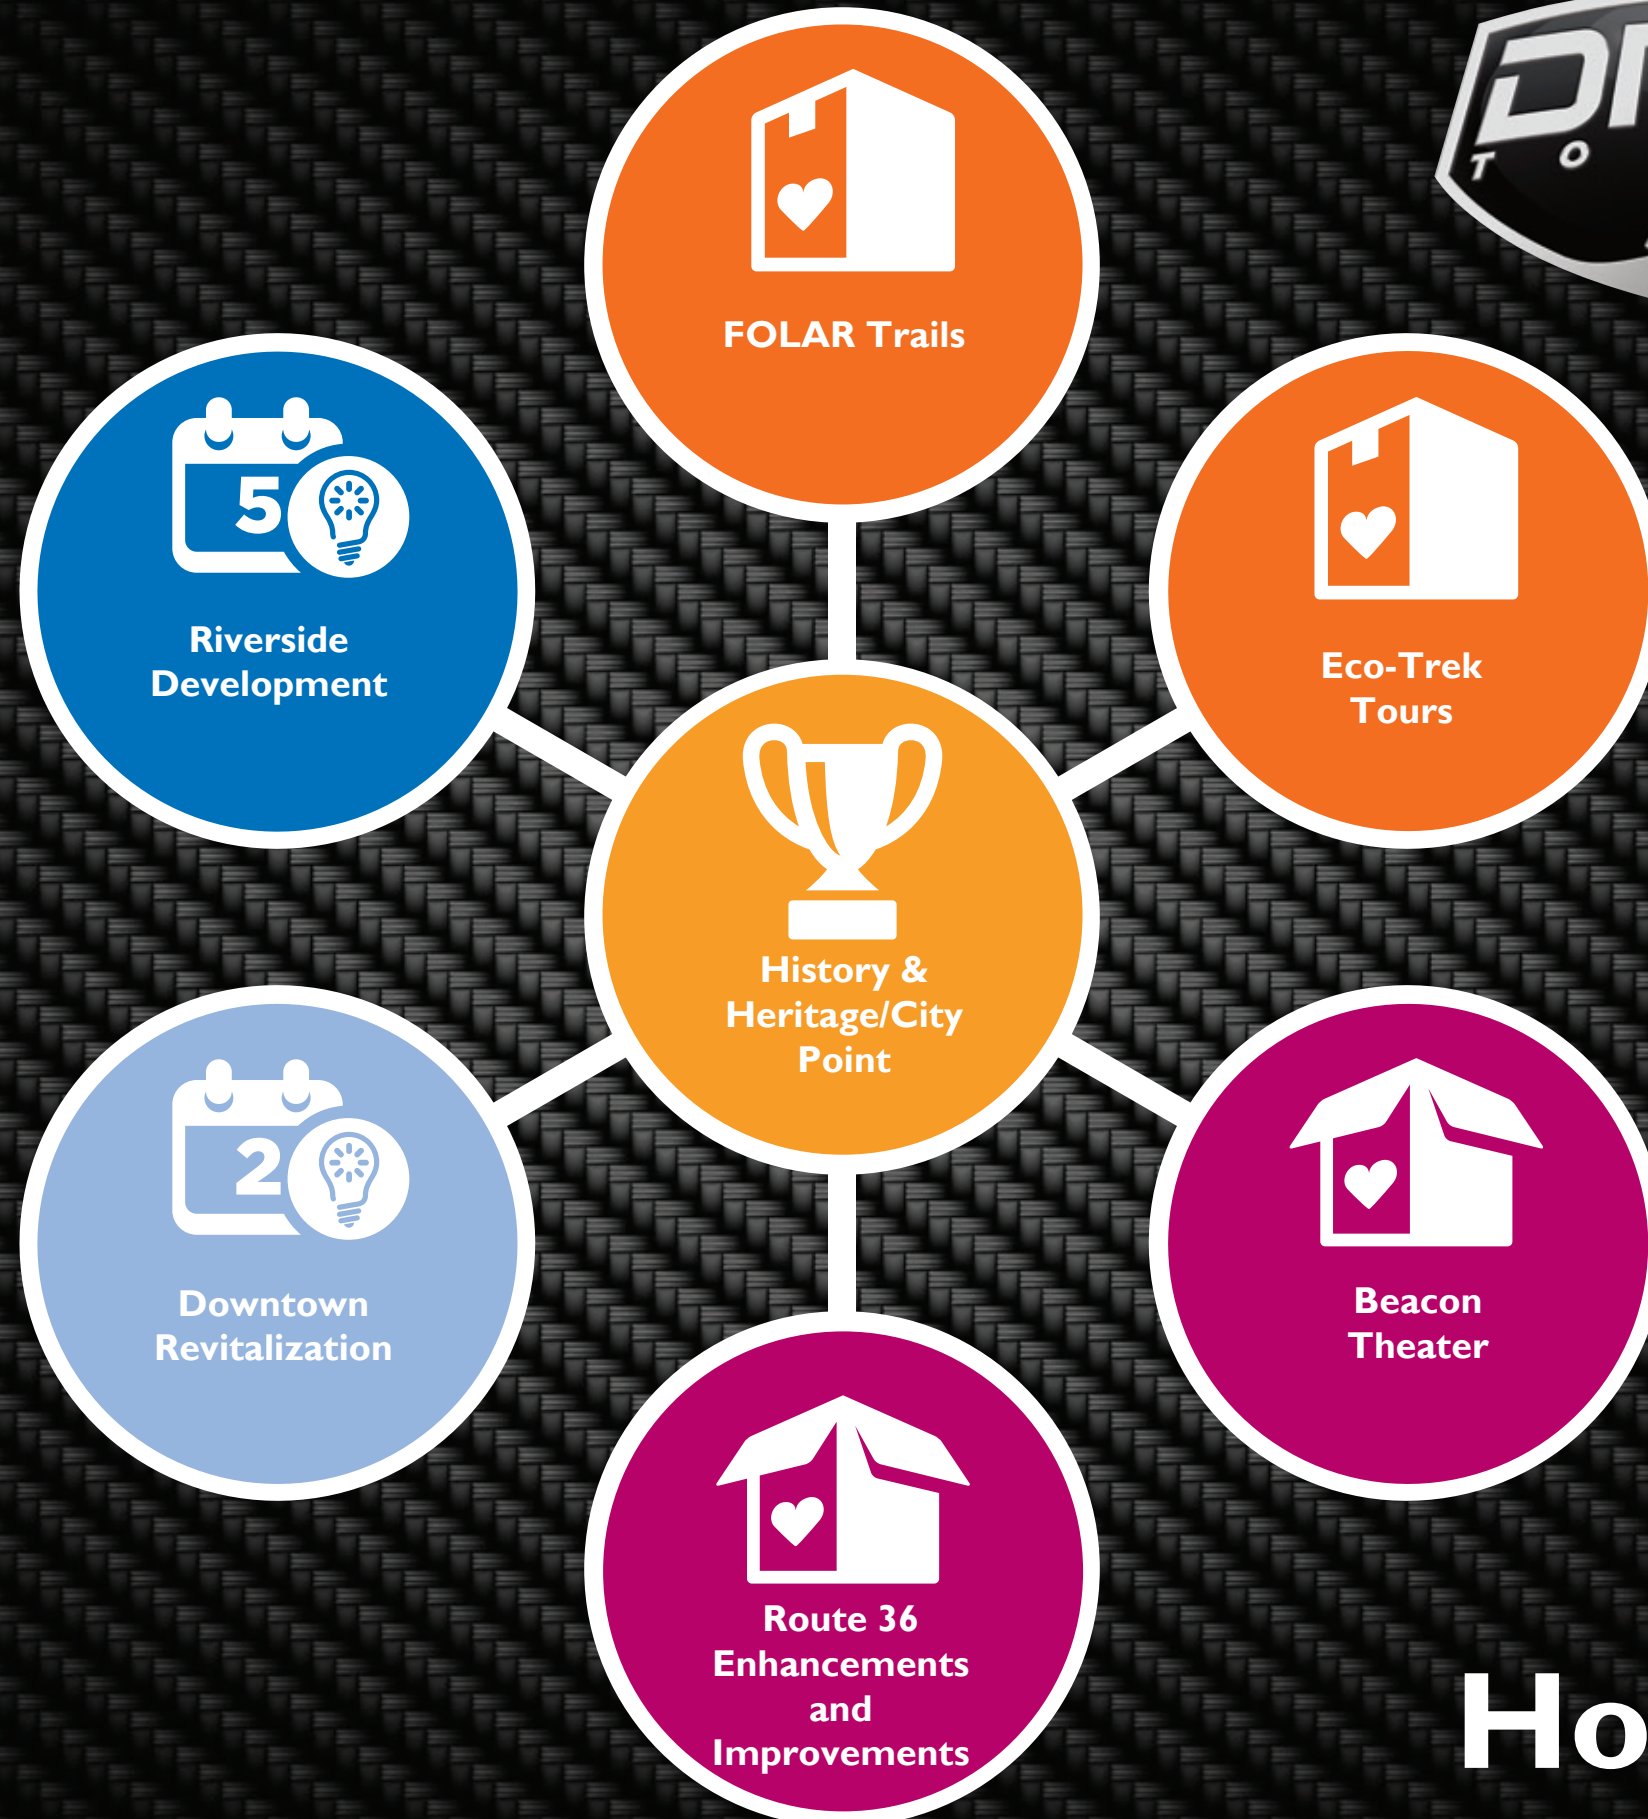 FOLAR Trails
5
Riverside
Development
Eco-Trek
Tours
History &
Heritage/City
Point
2
Downtown
Revitalization
Beacon
Theater
Route 36
Enhancements
and
Improvements